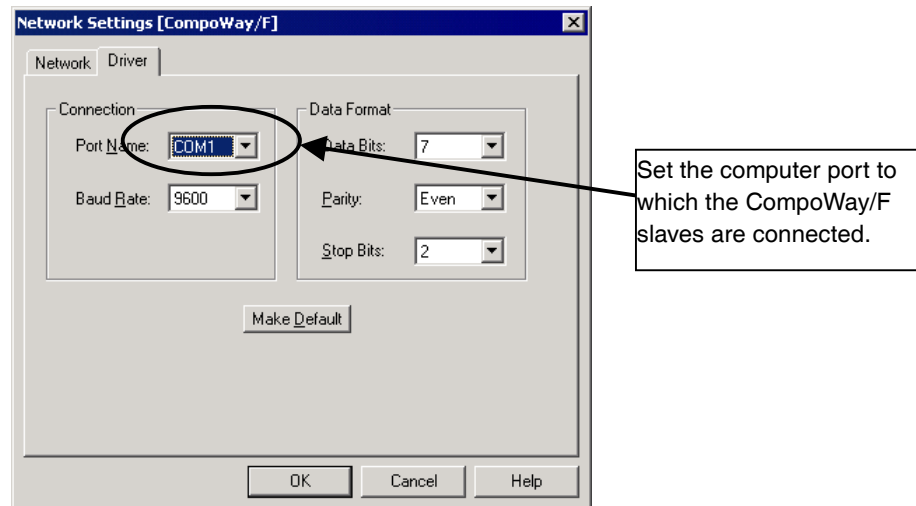 Network Settings [CompoWay/F]
Network Driver
Connection
Port Name: COM1
Baud Rate: 9600
Data Format
Data Bits: 7
Parity: Even
Stop Bits: 2
Make Default
OK Cancel Help
Set the computer port to
which the CompoWay/F
slaves are connected.